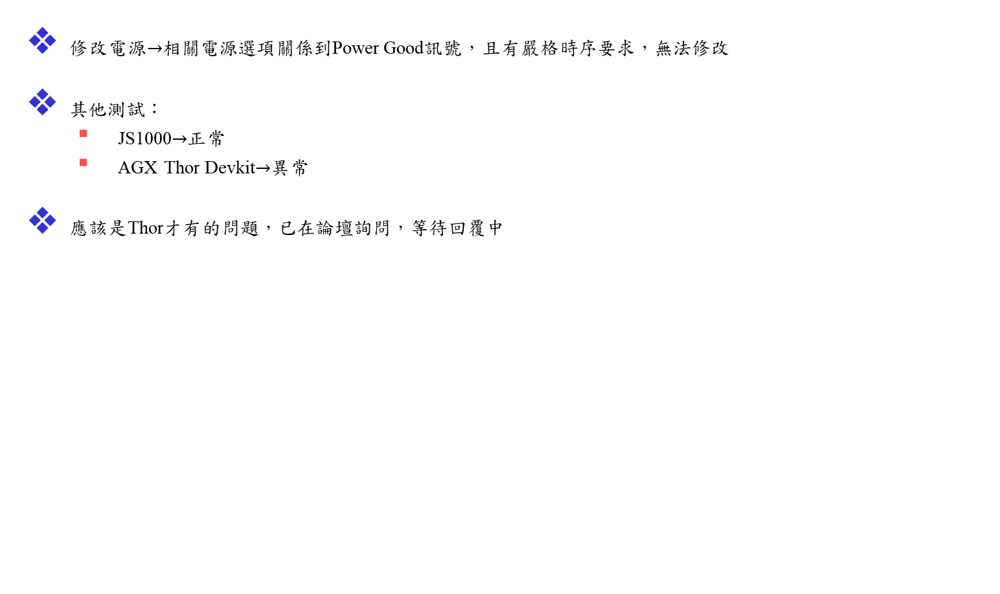 修改電源→相關電源選項關係到Power Good訊號，且有嚴格時序要求，無法修改
其他測試：
JS1000→正常
AGX Thor Devkit→異常
應該是Thor才有的問題，已在論壇詢問，等待回覆中